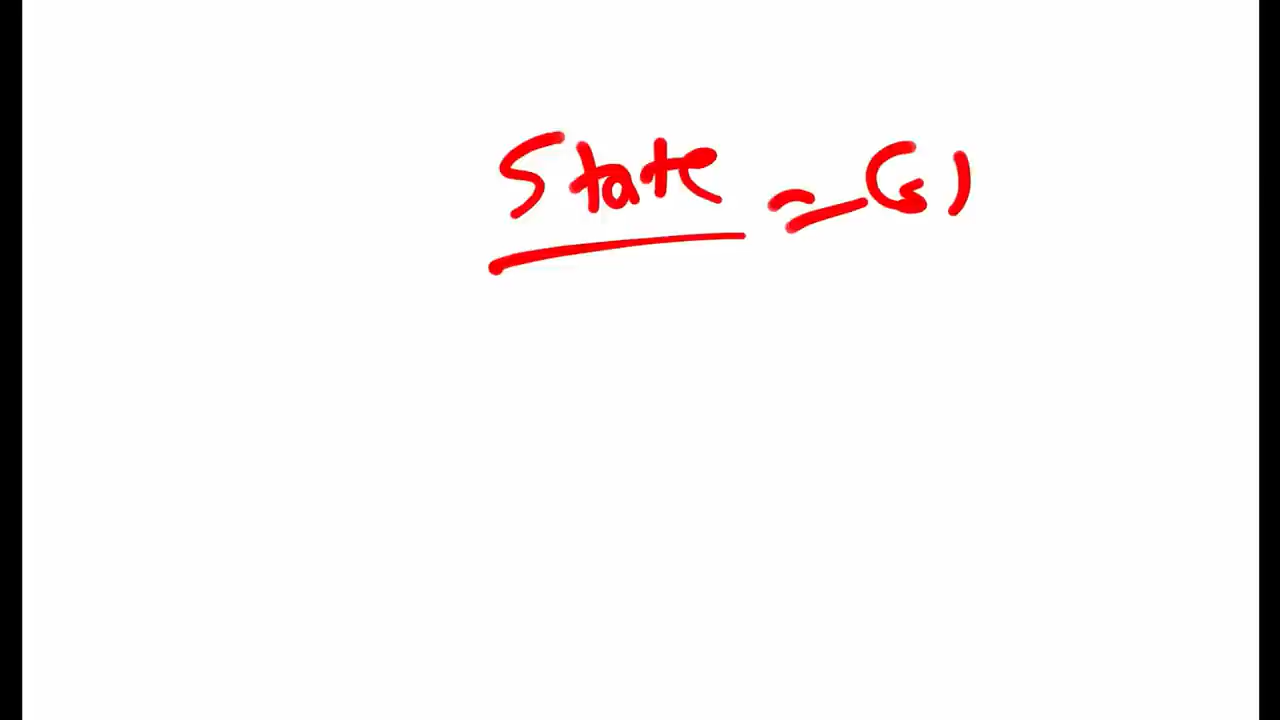 State = (s)